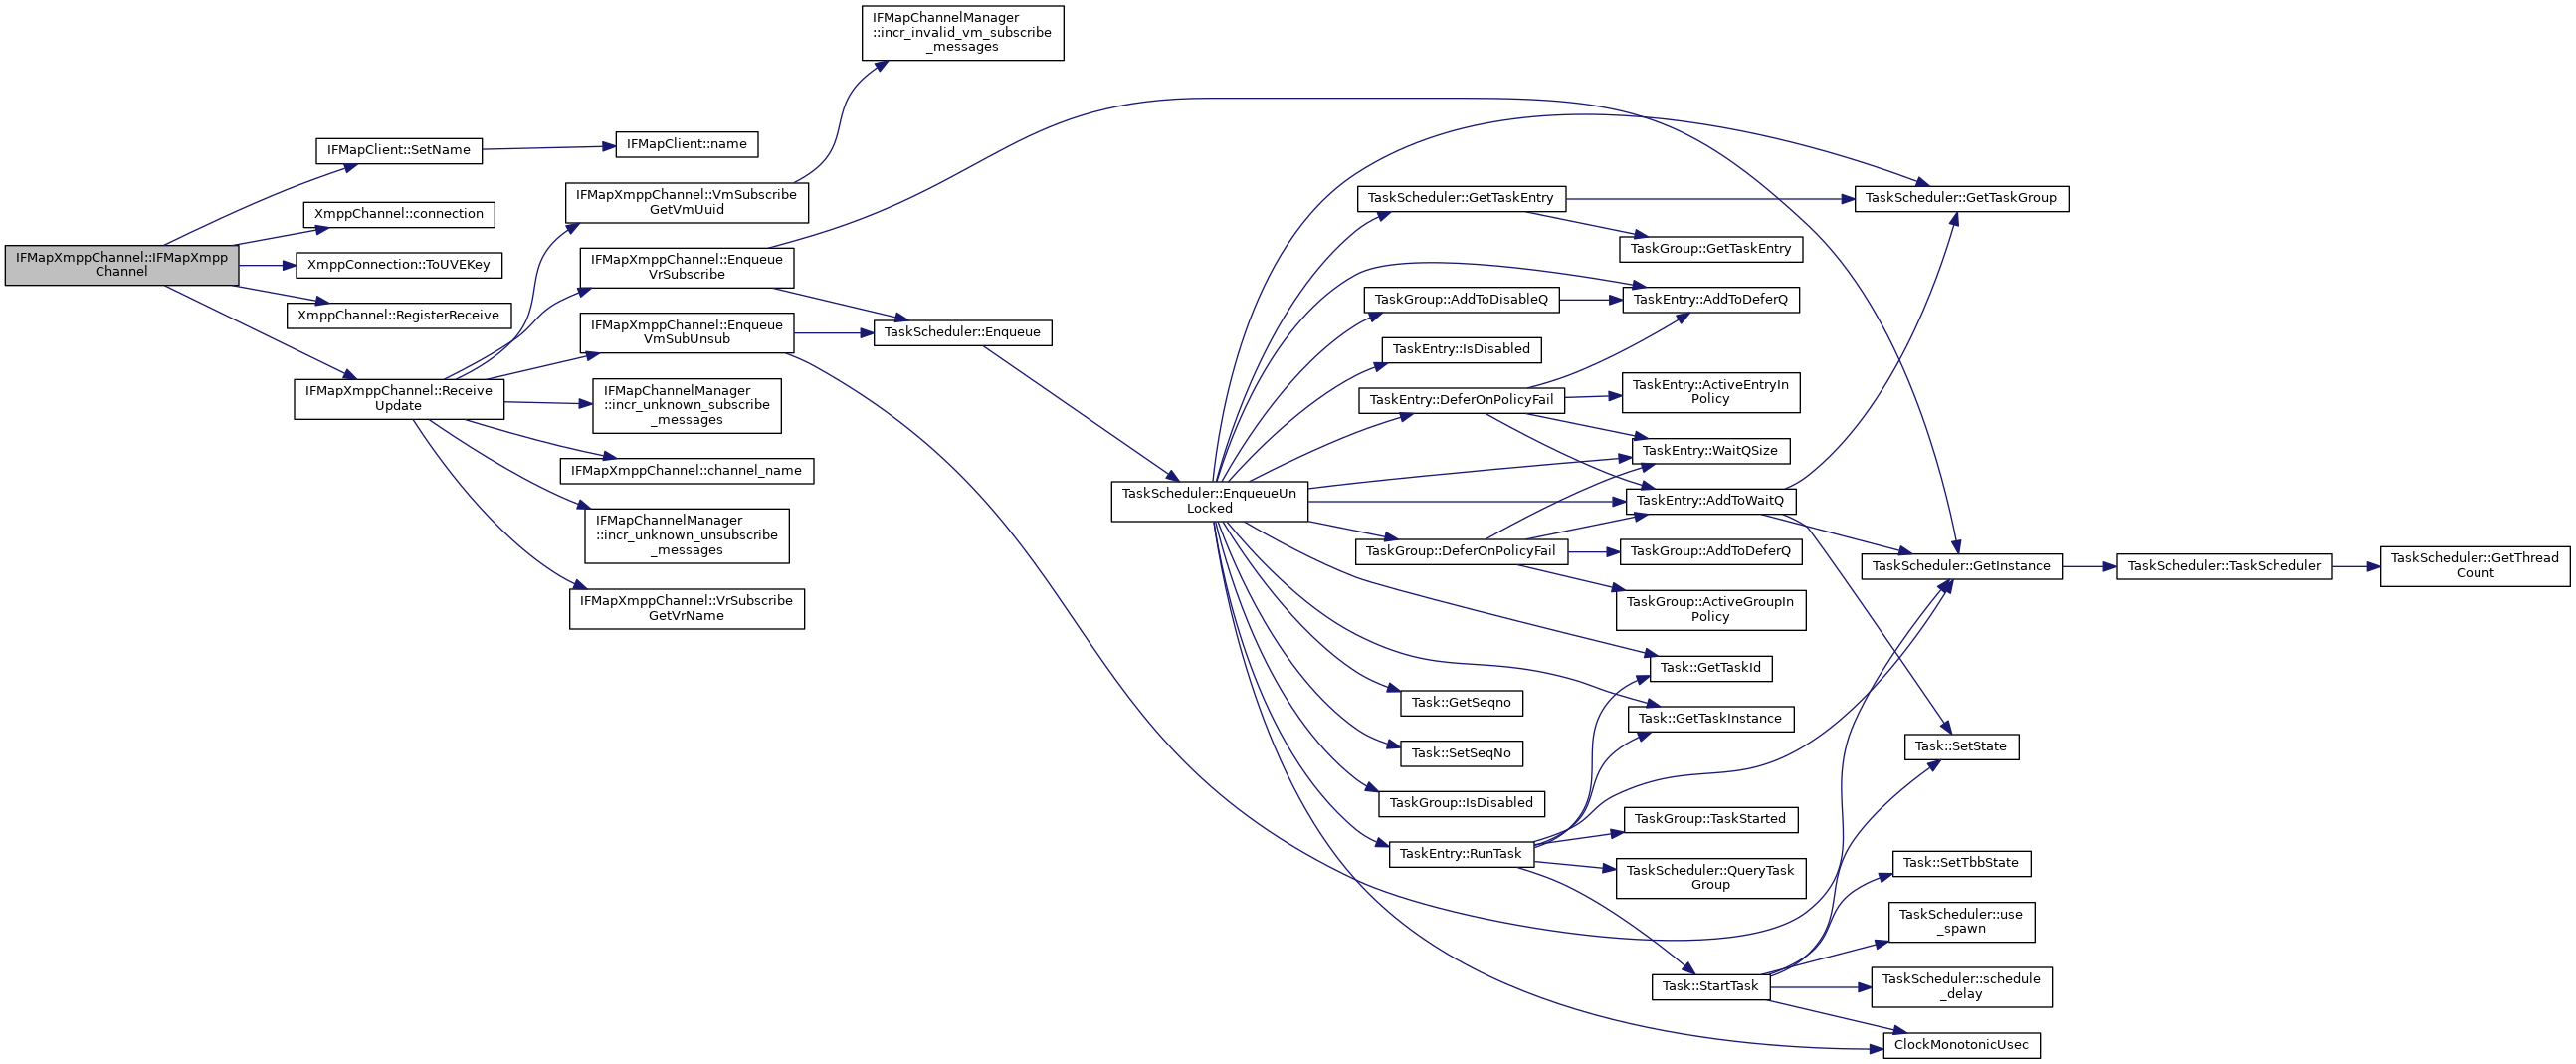 IFMapXmppChannel::IFMapXmpp
Channel
IFMapClient::SetName
IFMapClient::name
XmppChannel::connection
XmppConnection::ToUVEKey
XmppChannel::RegisterReceive
IFMapXmppChannel::Receive
Update
IFMapXmppChannel::VmSubscribe
GetVmUuid
IFMapChannelManager
::incr_invalid_vm_subscribe
_messages
IFMapXmppChannel::Enqueue
VrSubscribe
IFMapXmppChannel::Enqueue
VmSubUnsub
IFMapChannelManager
::incr_unknown_subscribe
_messages
IFMapXmppChannel::channel_name
IFMapChannelManager
::incr_unknown_unsubscribe
_messages
IFMapXmppChannel::VrSubscribe
GetVrName
TaskScheduler::Enqueue
TaskScheduler::EnqueueUn
Locked
TaskScheduler::GetTaskEntry
TaskGroup::AddToDisableQ
TaskEntry::IsDisabled
TaskEntry::DeferOnPolicyFail
TaskGroup::DeferOnPolicyFail
Task::GetSeqno
Task::SetSeqNo
TaskGroup::IsDisabled
TaskEntry::RunTask
TaskGroup::GetTaskEntry
TaskEntry::AddToDeferQ
TaskEntry::ActiveEntryIn
Policy
TaskEntry::WaitQSize
TaskEntry::AddToWaitQ
TaskGroup::AddToDeferQ
TaskGroup::ActiveGroupIn
Policy
Task::GetTaskId
Task::GetTaskInstance
TaskGroup::TaskStarted
TaskScheduler::QueryTask
Group
Task::StartTask
TaskScheduler::GetTaskGroup
TaskScheduler::GetInstance
Task::SetState
Task::SetTbbState
TaskScheduler::use
_spawn
TaskScheduler::schedule
_delay
ClockMonotonicUsec
TaskScheduler::TaskScheduler
TaskScheduler::GetThread
Count